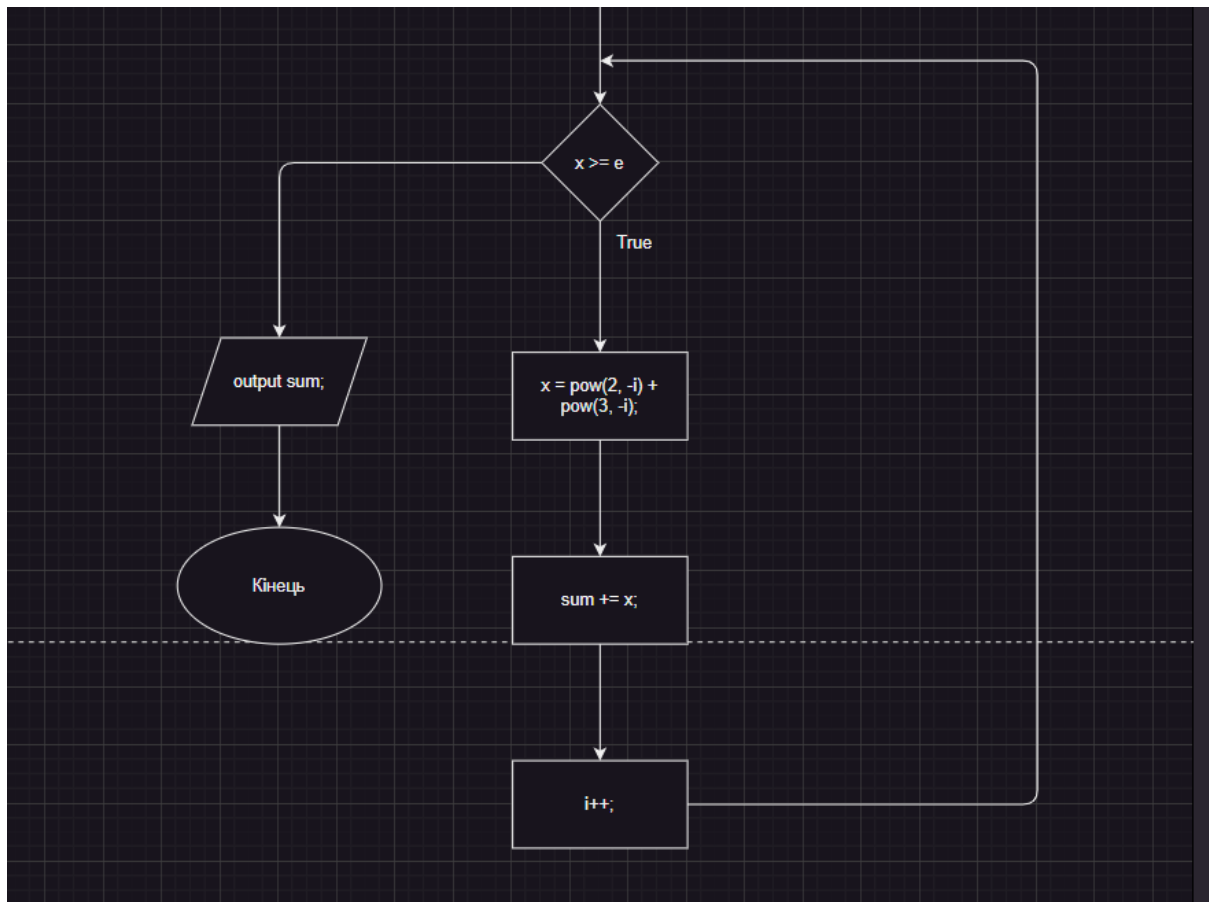 x >= e
True
output sum;
x = pow(2, -i) +
pow(3, -i);
Кінець
sum += x;
i++;